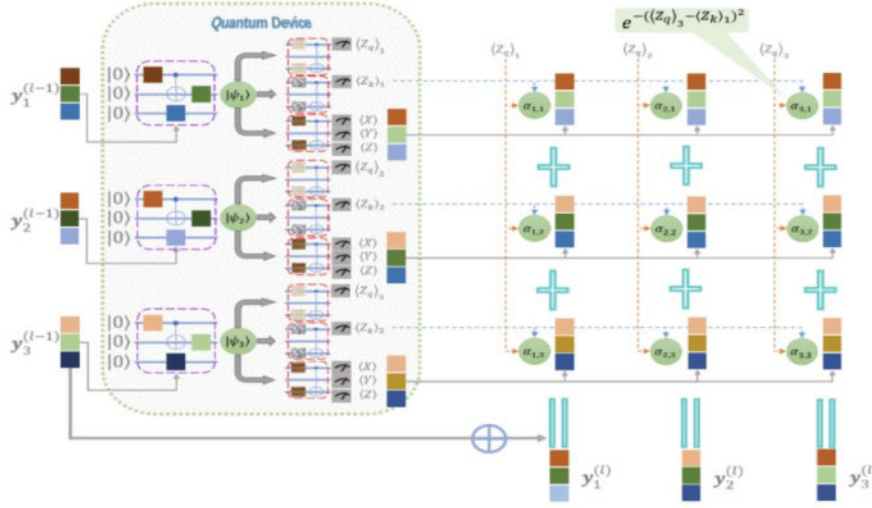 Quantum Device
e^{-(⟨Z_q⟩_3 - ⟨Z_k⟩_1)^2}
⟨Z_q⟩_1 ⟨Z_q⟩_2 ⟨Z_q⟩_3
y_1^{(l-1)}
|0⟩
|0⟩
|0⟩
|ψ_1⟩
⟨Z_q⟩_1
⟨Z_k⟩_1
⟨X⟩
⟨Y⟩
⟨Z⟩
α_{1,1} α_{2,1} α_{3,1}
y_2^{(l-1)}
|0⟩
|0⟩
|0⟩
|ψ_2⟩
⟨Z_q⟩_2
⟨Z_k⟩_2
⟨X⟩
⟨Y⟩
⟨Z⟩
α_{1,2} α_{2,2} α_{3,2}
y_3^{(l-1)}
|0⟩
|0⟩
|0⟩
|ψ_3⟩
⟨Z_q⟩_3
⟨Z_k⟩_3
⟨X⟩
⟨Y⟩
⟨Z⟩
α_{1,3} α_{2,3} α_{3,3}
y_1^{(l)} y_2^{(l)} y_3^{(l)}